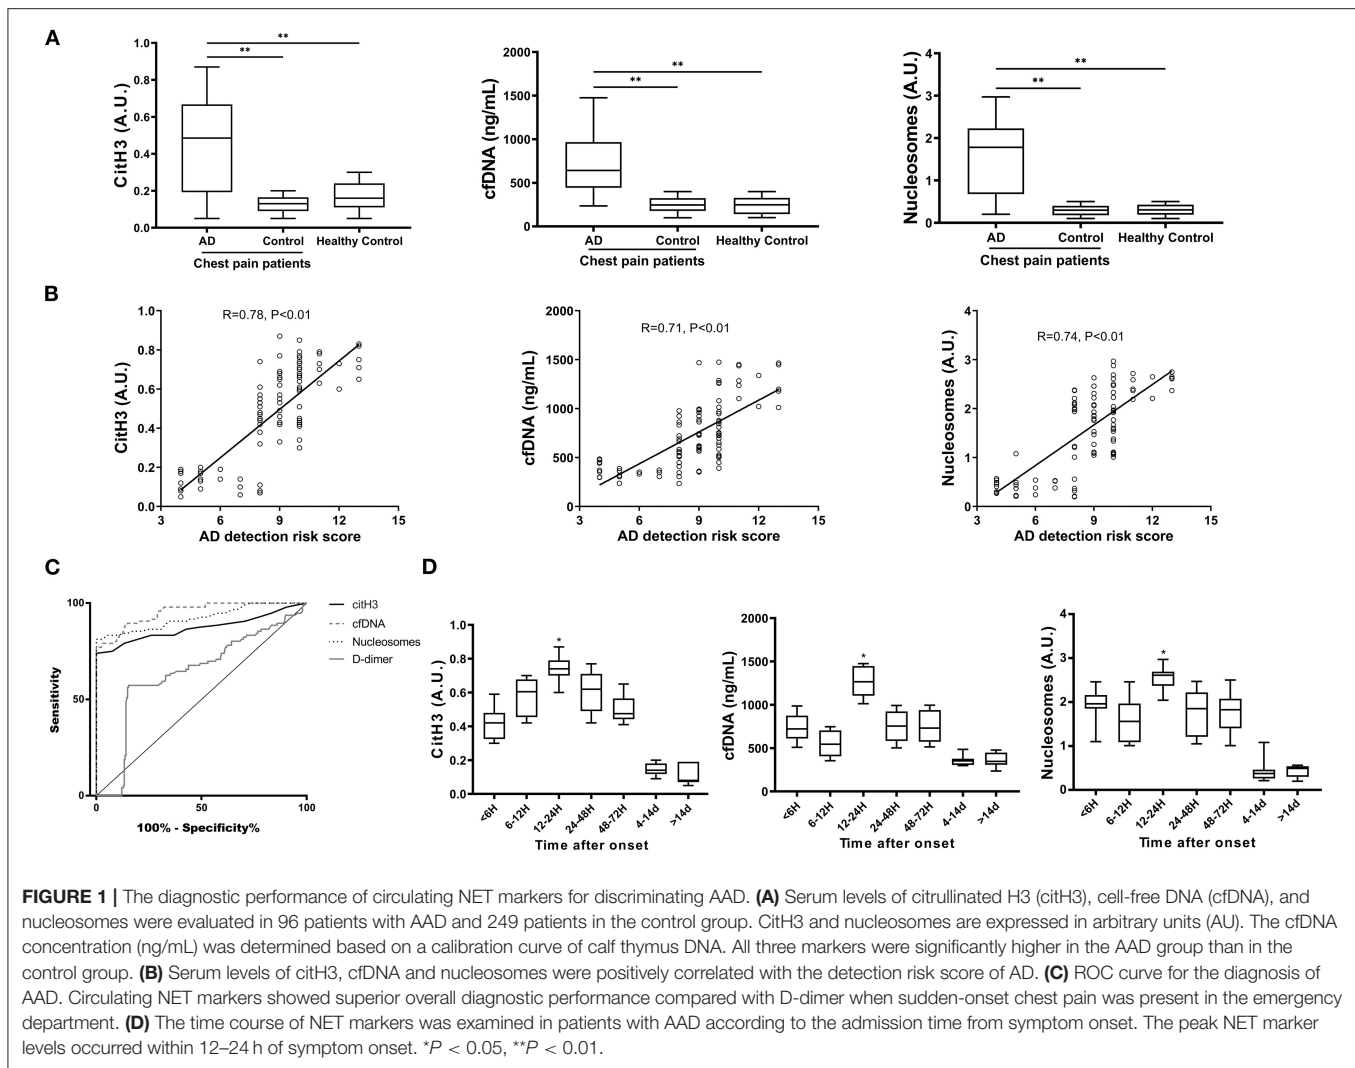 A
CitH3 (A.U.)
1.0
0.8
0.6
0.4
0.2
0.0
**
**
AD
Control
Healthy Control
Chest pain patients
cfDNA (ng/mL)
2000
1500
1000
500
0
**
**
AD
Control
Healthy Control
Chest pain patients
Nucleosomes (A.U.)
4
3
2
1
0
**
**
AD
Control
Healthy Control
Chest pain patients
B
CitH3 (A.U.)
1.0
0.8
0.6
0.4
0.2
0.0
R=0.78, P<0.01
3 6 9 12 15
AD detection risk score
cfDNA (ng/mL)
2000
1500
1000
500
0
R=0.71, P<0.01
3 6 9 12 15
AD detection risk score
Nucleosomes (A.U.)
4
3
2
1
0
R=0.74, P<0.01
3 6 9 12 15
AD detection risk score
C
Sensitivity
100
50
0
0 50 100
100% - Specificity%
citH3
cfDNA
Nucleosomes
D-dimer
D
CitH3 (A.U.)
1.0
0.8
0.6
0.4
0.2
0.0
*
<6H
6-12H
12-24H
24-48H
48-72H
4-14d
>14d
Time after onset
cfDNA (ng/mL)
2000
1500
1000
500
0
*
<6H
6-12H
12-24H
24-48H
48-72H
4-14d
>14d
Time after onset
Nucleosomes (A.U.)
4
3
2
1
0
*
<6H
6-12H
12-24H
24-48H
48-72H
4-14d
>14d
Time after onset
FIGURE 1 | The diagnostic performance of circulating NET markers for discriminating AAD. (A) Serum levels of citrullinated H3 (citH3), cell-free DNA (cfDNA), and
nucleosomes were evaluated in 96 patients with AAD and 249 patients in the control group. CitH3 and nucleosomes are expressed in arbitrary units (AU). The cfDNA
concentration (ng/mL) was determined based on a calibration curve of calf thymus DNA. All three markers were significantly higher in the AAD group than in the
control group. (B) Serum levels of citH3, cfDNA and nucleosomes were positively correlated with the detection risk score of AD. (C) ROC curve for the diagnosis of
AAD. Circulating NET markers showed superior overall diagnostic performance compared with D-dimer when sudden-onset chest pain was present in the emergency
department. (D) The time course of NET markers was examined in patients with AAD according to the admission time from symptom onset. The peak NET marker
levels occurred within 12–24 h of symptom onset. *P < 0.05, **P < 0.01.